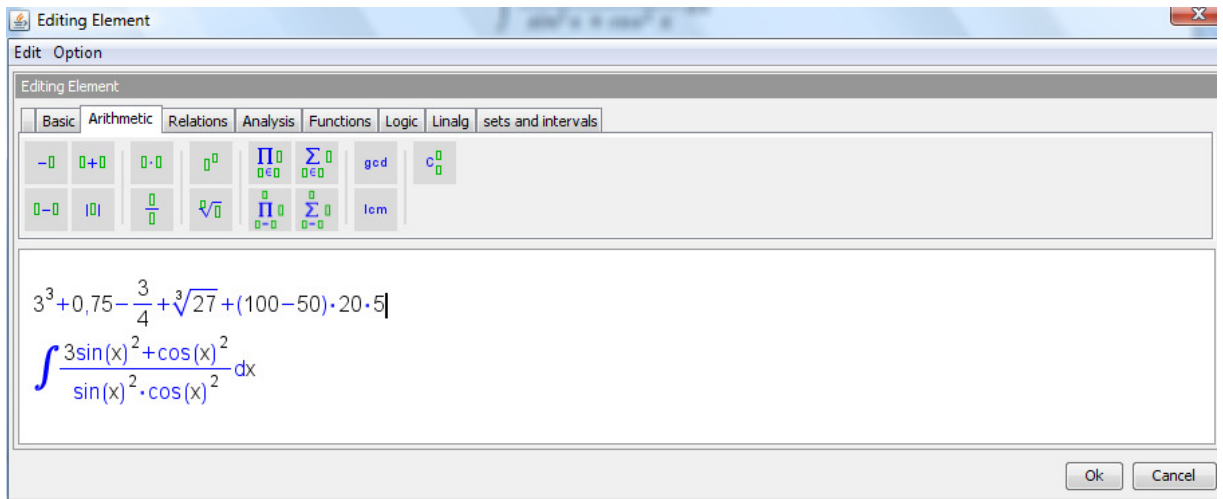 Editing Element
Edit Option
Editing Element
Basic Arithmetic Relations Analysis Functions Logic Linalg sets and intervals
-▯ ▯+▯ ▯·▯ ▯^▯ ∏▯ ▯∈▯ ∑▯ ▯∈▯ gcd C▯▯
▯-▯ |▯| ▯/▯ ▯√▯ ▯∏▯ ▯=▯ ▯∑▯ ▯=▯ lcm
3³+0,75-3/4+∛27+(100-50)·20·5
∫ (3sin(x)²+cos(x)²)/(sin(x)²·cos(x)²) dx
Ok Cancel